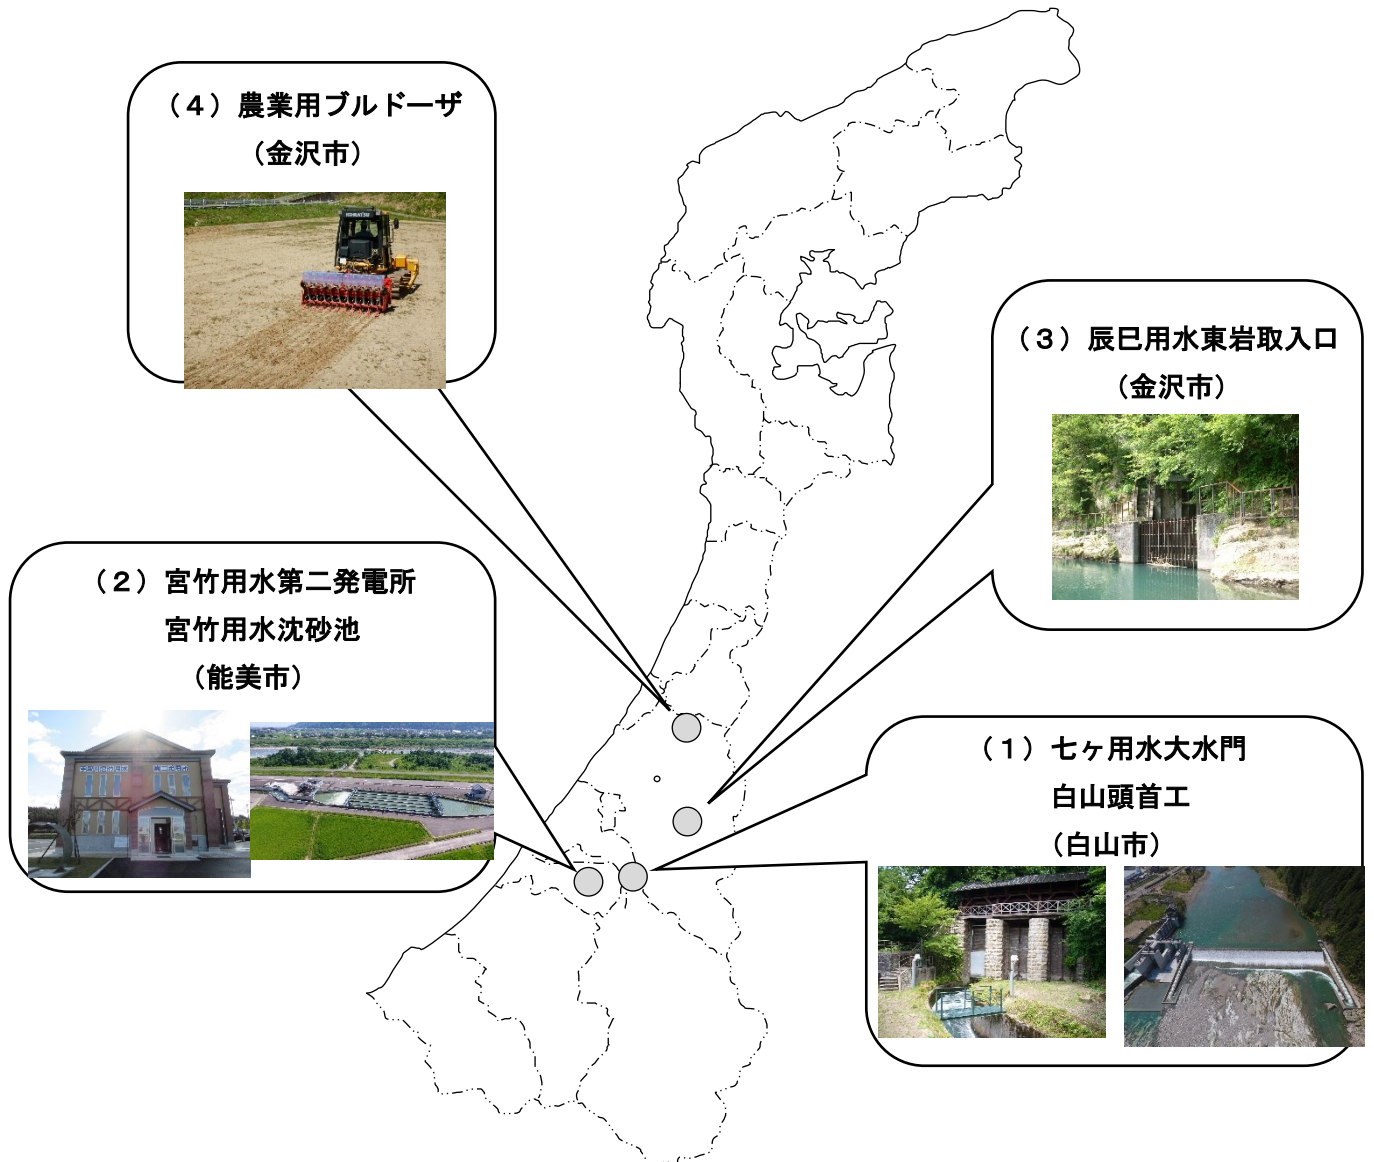 （４）農業用ブルドーザ
（金沢市）
（３）辰巳用水東岩取入口
（金沢市）
（２）宮竹用水第二発電所
宮竹用水沈砂池
（能美市）
（１）七ヶ用水大水門
白山頭首工
（白山市）
KOMATSU